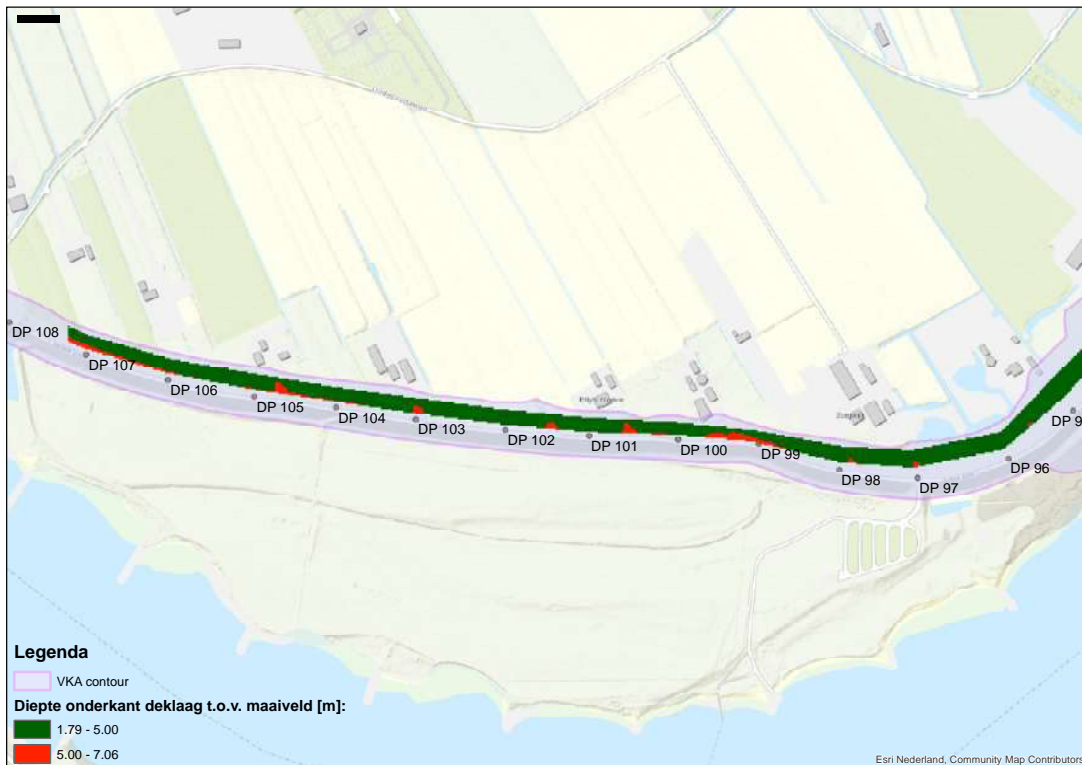 DP 108
DP 107
DP 106
DP 105
DP 104
DP 103
DP 102
DP 101
DP 100
DP 99
DP 98
DP 97
DP 96
DP 9
Legenda
VKA contour
Diepte onderkant deklaag t.o.v. maaiveld [m]:
1.79 - 5.00
5.00 - 7.06
Esri Nederland, Community Map Contributors